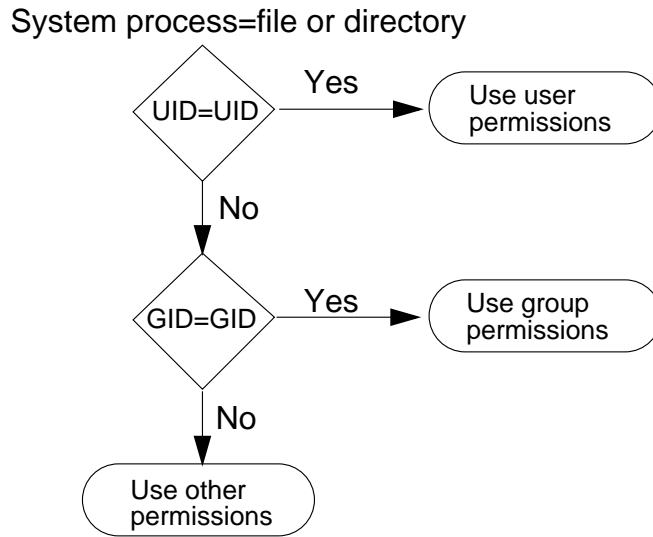 System process=file or directory
UID=UID
Yes
Use user
permissions
No
GID=GID
Yes
Use group
permissions
No
Use other
permissions